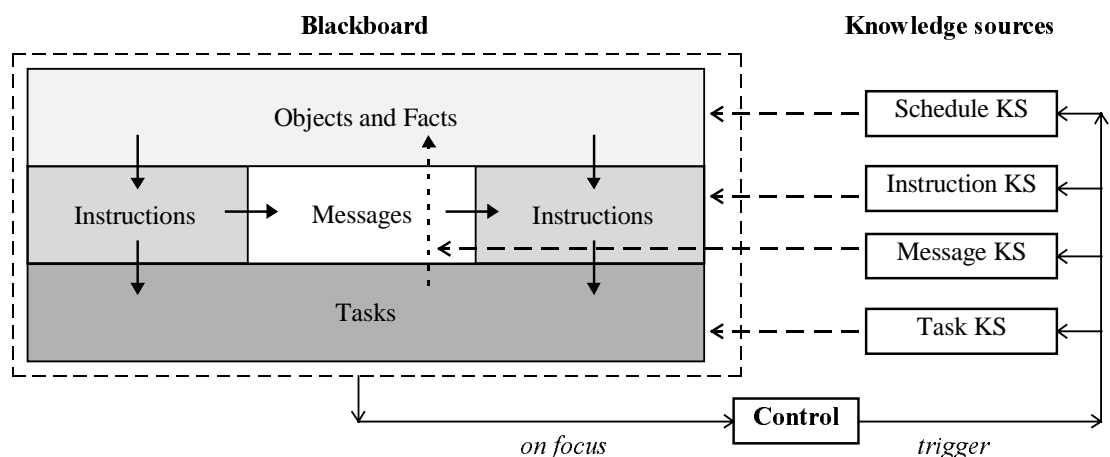 Blackboard
Knowledge sources
Objects and Facts
Schedule KS
Instructions
Messages
Instructions
Instruction KS
Message KS
Tasks
Task KS
Control
on focus
trigger